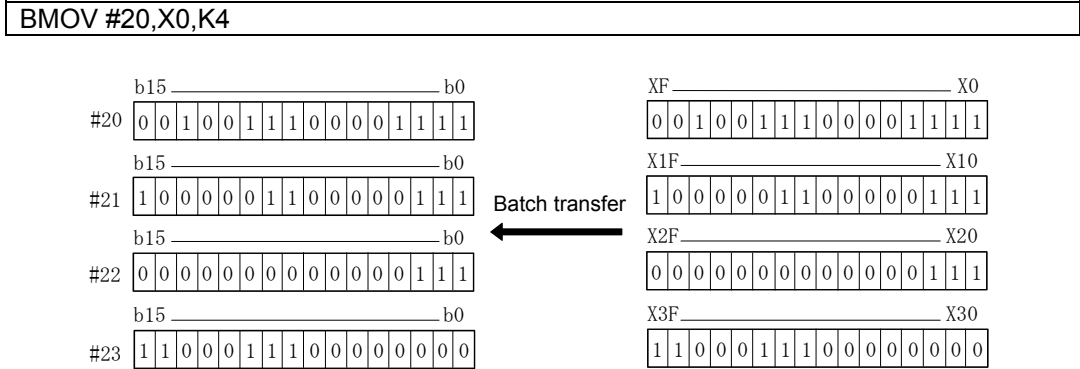 BMOV #20,X0,K4
b15 b0 XF X0
#20 0 0 1 0 0 1 1 1 0 0 0 0 1 1 1 1 0 0 1 0 0 1 1 1 0 0 0 0 1 1 1 1
b15 b0 X1F X10
#21 1 0 0 0 0 0 1 1 0 0 0 0 0 1 1 1 Batch transfer 1 0 0 0 0 0 1 1 0 0 0 0 0 1 1 1
b15 b0 X2F X20
#22 0 0 0 0 0 0 0 0 0 0 0 0 0 1 1 1 0 0 0 0 0 0 0 0 0 0 0 0 0 1 1 1
b15 b0 X3F X30
#23 1 1 0 0 0 1 1 1 0 0 0 0 0 0 0 0 1 1 0 0 0 1 1 1 0 0 0 0 0 0 0 0